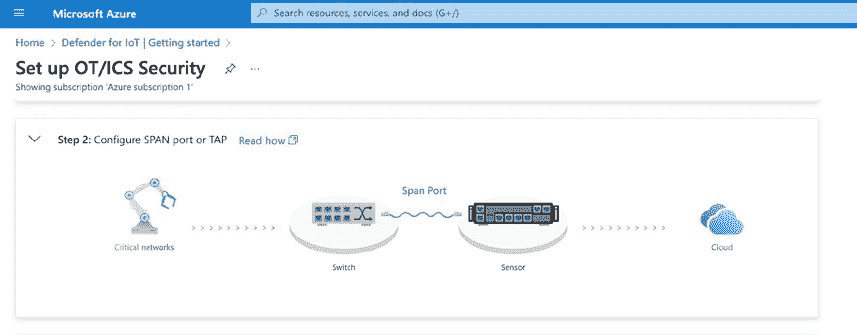 Microsoft Azure
Search resources, services, and docs (G+/)
Home > Defender for IoT | Getting started >
Set up OT/ICS Security
...
Showing subscription 'Azure subscription 1'
Step 2: Configure SPAN port or TAP Read how
Span Port
Critical networks
Switch
Sensor
Cloud